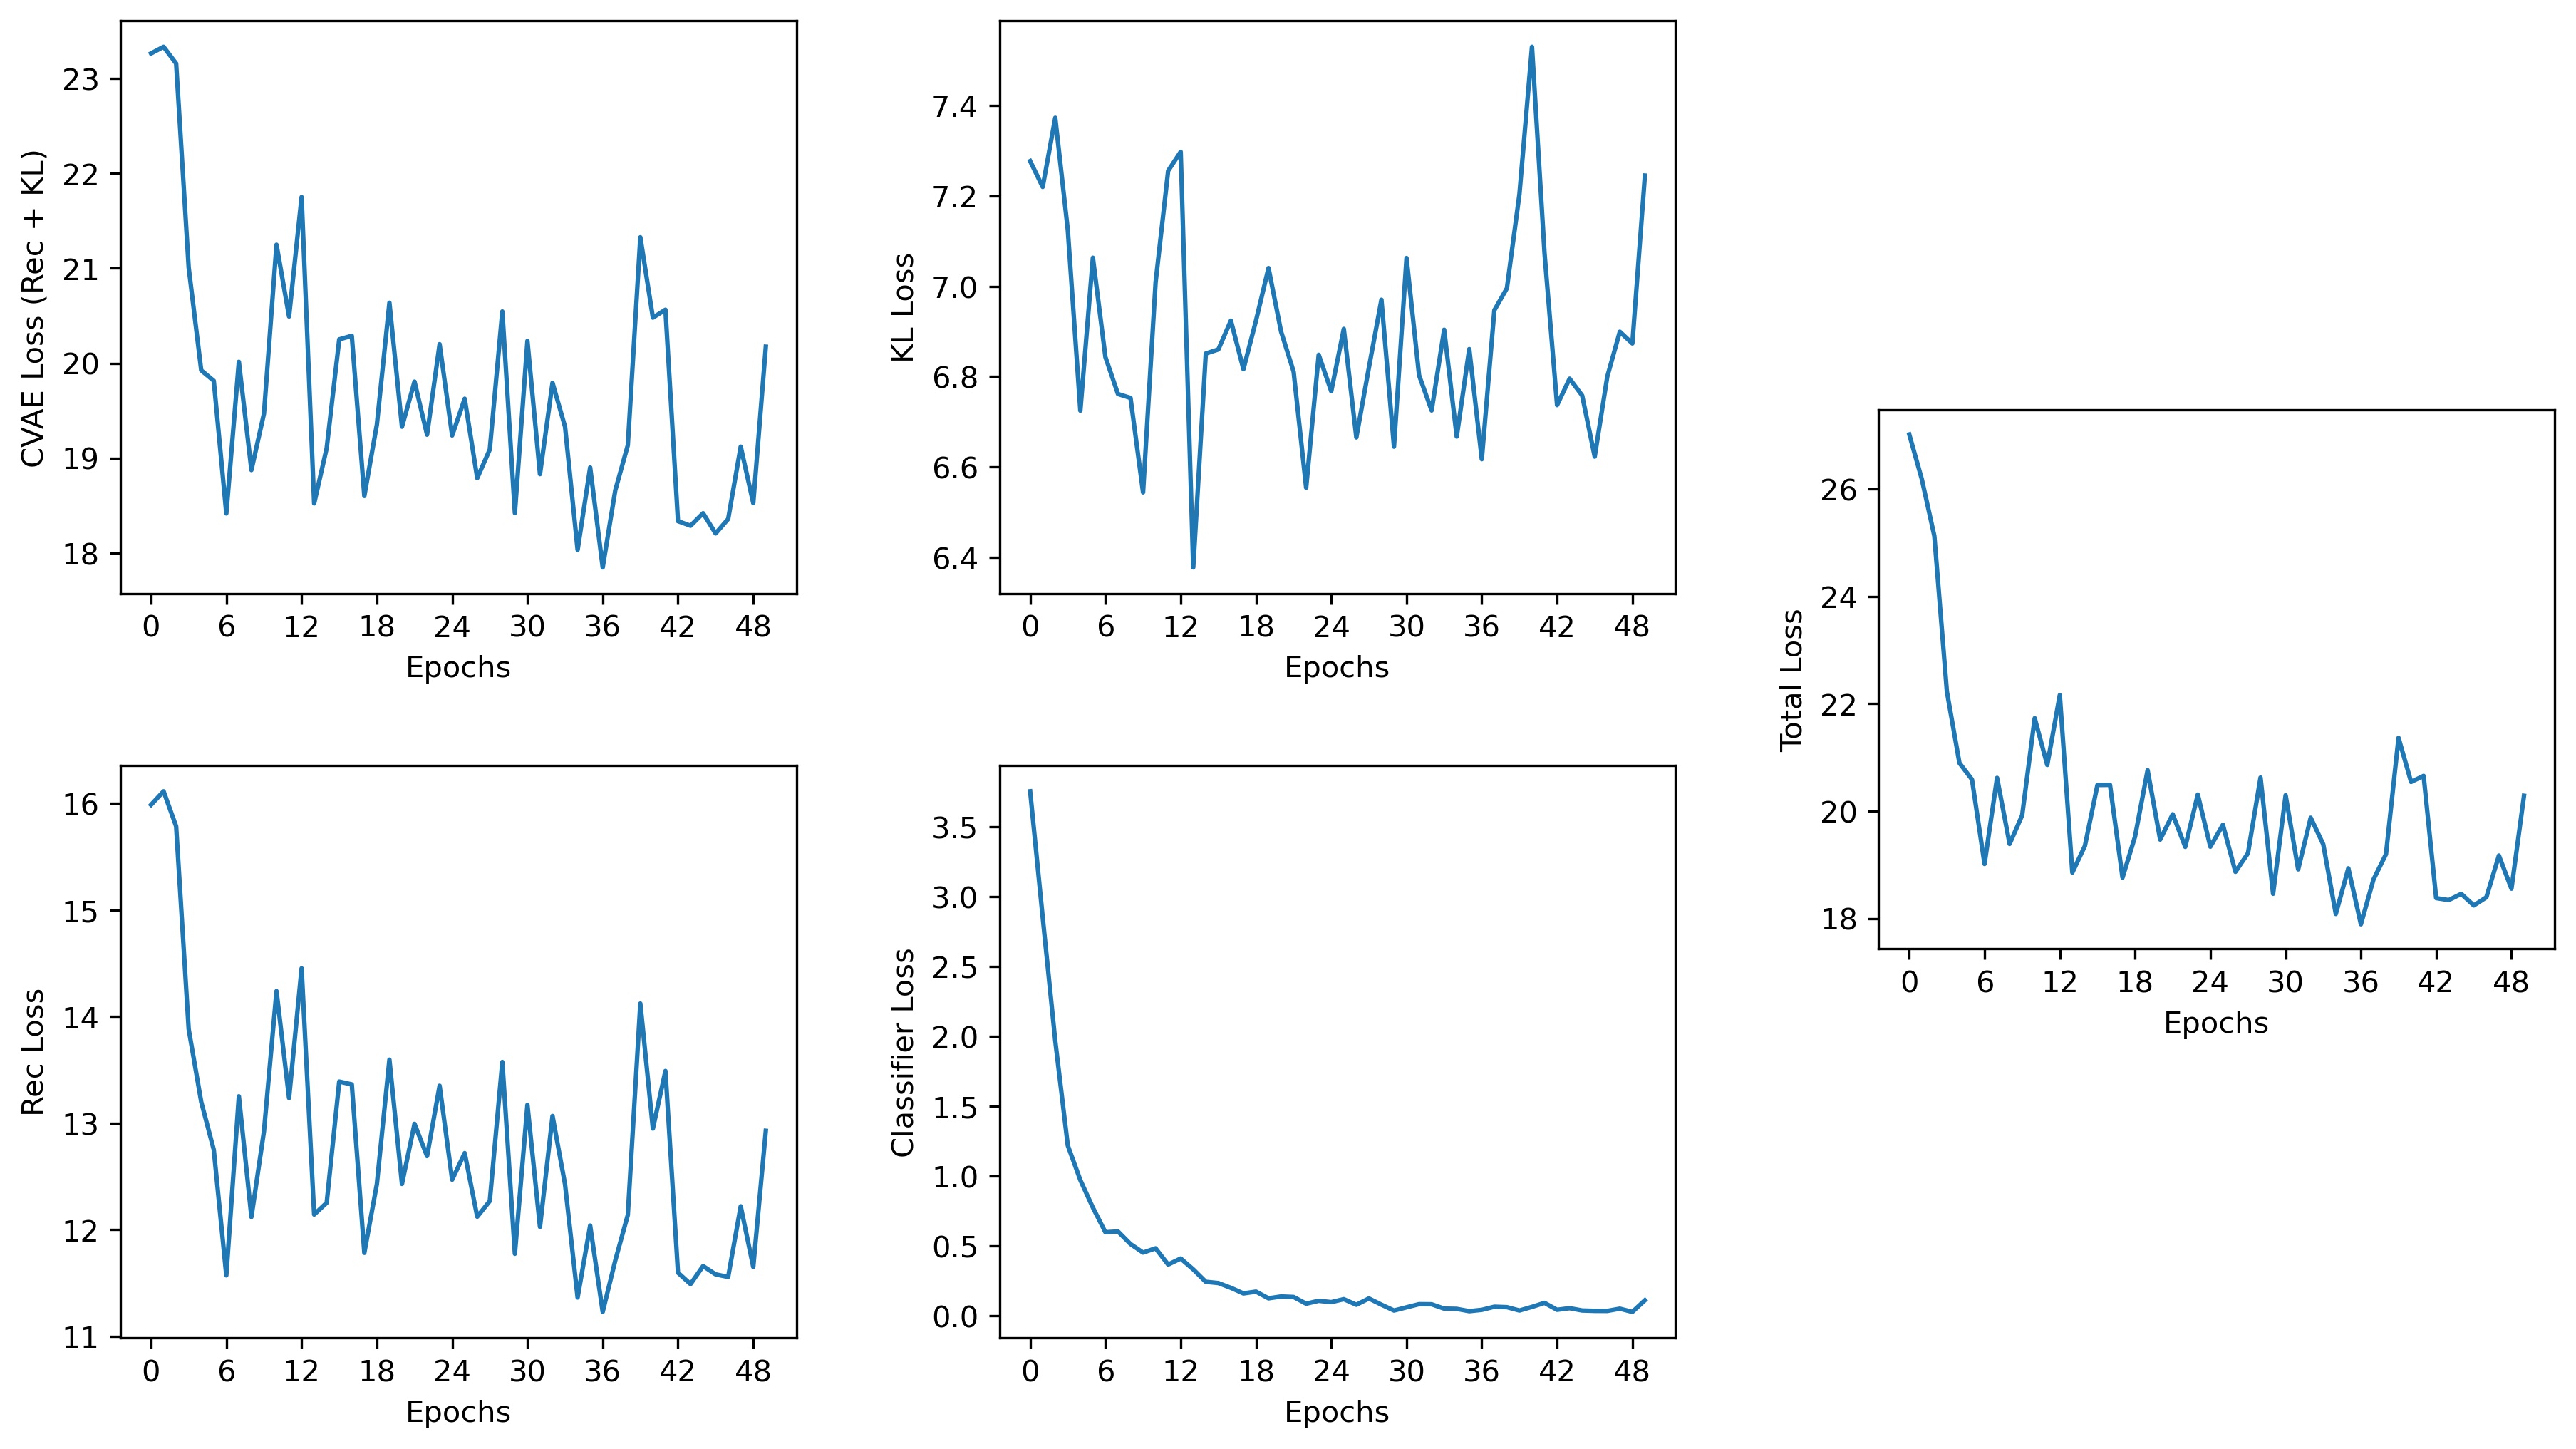 CVAE Loss (Rec + KL)
23
22
21
20
19
18
0 6 12 18 24 30 36 42 48
Epochs
KL Loss
7.4
7.2
7.0
6.8
6.6
6.4
0 6 12 18 24 30 36 42 48
Epochs
Rec Loss
16
15
14
13
12
11
0 6 12 18 24 30 36 42 48
Epochs
Classifier Loss
3.5
3.0
2.5
2.0
1.5
1.0
0.5
0.0
0 6 12 18 24 30 36 42 48
Epochs
Total Loss
26
24
22
20
18
0 6 12 18 24 30 36 42 48
Epochs